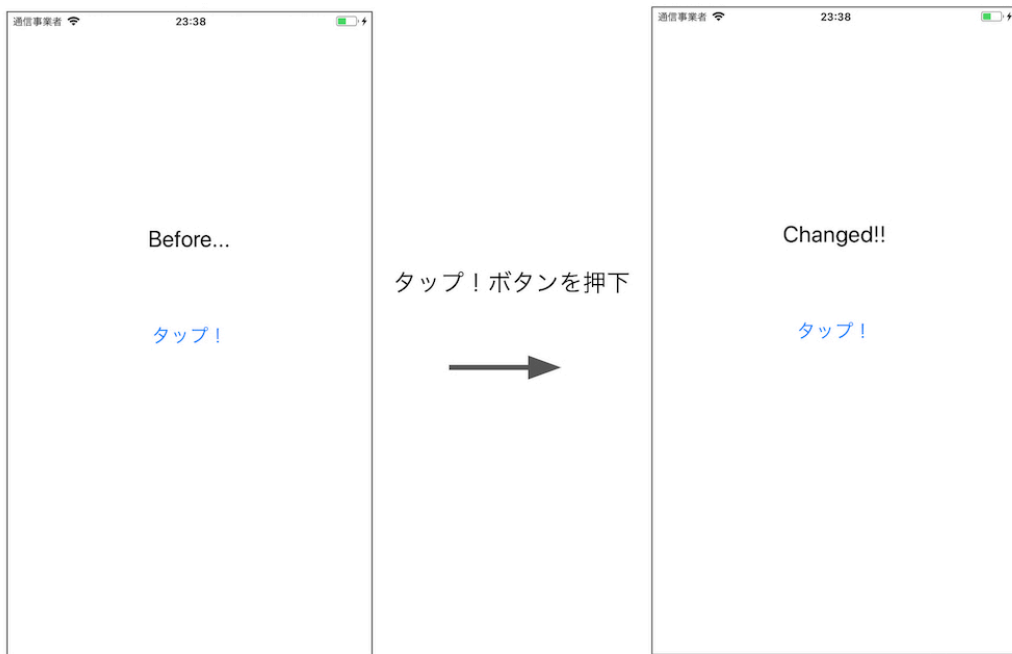 通信事業者 23:38
Before...
タップ！
タップ！ボタンを押下
通信事業者 23:38
Changed!!
タップ！